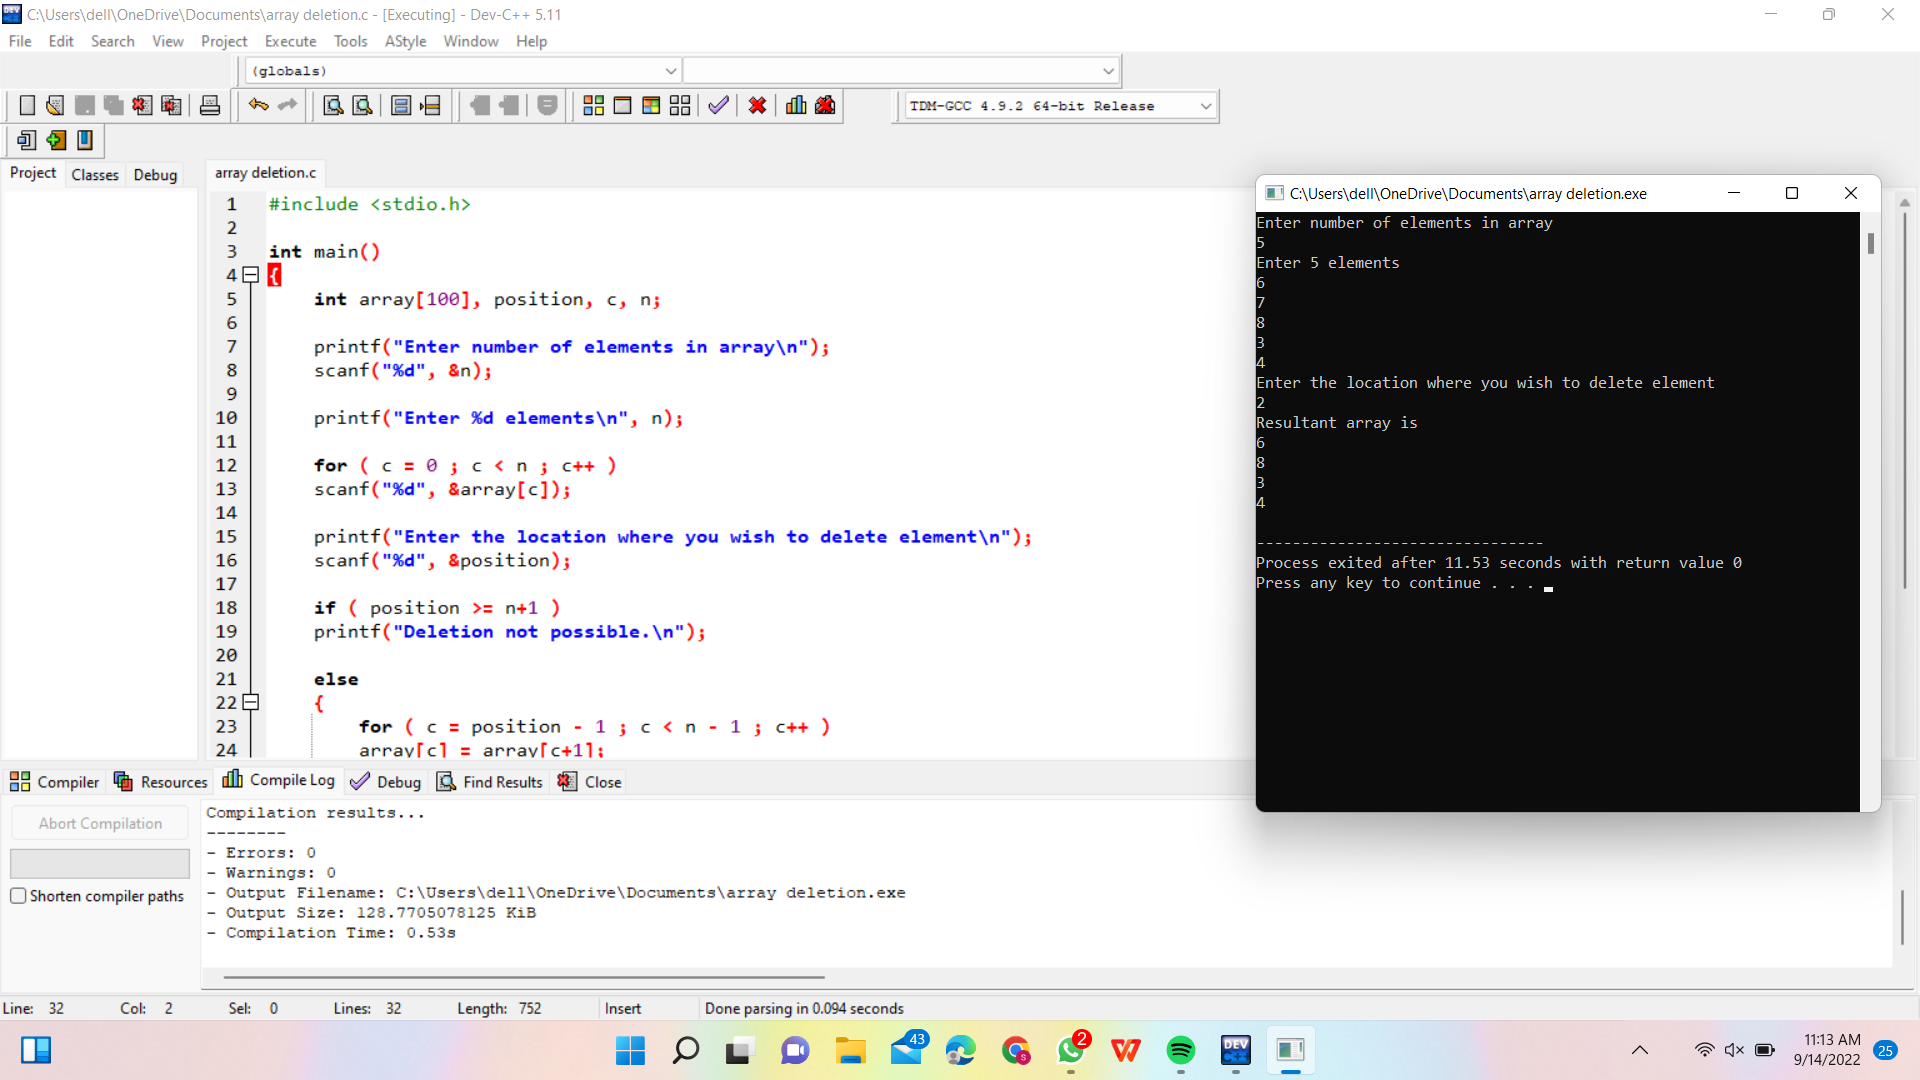 C:\Users\dell\OneDrive\Documents\array deletion.c - [Executing] - Dev-C++ 5.11
File Edit Search View Project Execute Tools AStyle Window Help
(globals)
TDM-GCC 4.9.2 64-bit Release
Project Classes Debug
array deletion.c
1 #include <stdio.h>
2
3 int main()
4 {
5 int array[100], position, c, n;
6
7 printf("Enter number of elements in array\n");
8 scanf("%d", &n);
9
10 printf("Enter %d elements\n", n);
11
12 for ( c = 0 ; c < n ; c++ )
13 scanf("%d", &array[c]);
14
15 printf("Enter the location where you wish to delete element\n");
16 scanf("%d", &position);
17
18 if ( position >= n+1 )
19 printf("Deletion not possible.\n");
20
21 else
22 {
23 for ( c = position - 1 ; c < n - 1 ; c++ )
24 array[c] = array[c+1];
C:\Users\dell\OneDrive\Documents\array deletion.exe
Enter number of elements in array
5
Enter 5 elements
6
7
8
3
4
Enter the location where you wish to delete element
2
Resultant array is
6
8
3
4
--------------------------------
Process exited after 11.53 seconds with return value 0
Press any key to continue . . .
Compiler Resources Compile Log Debug Find Results Close
Abort Compilation
Shorten compiler paths
Compilation results...
--------
- Errors: 0
- Warnings: 0
- Output Filename: C:\Users\dell\OneDrive\Documents\array deletion.exe
- Output Size: 128.7705078125 KiB
- Compilation Time: 0.53s
Line: 32 Col: 2 Sel: 0 Lines: 32 Length: 752 Insert Done parsing in 0.094 seconds
43
2
DEV
C++
S
11:13 AM
9/14/2022
25